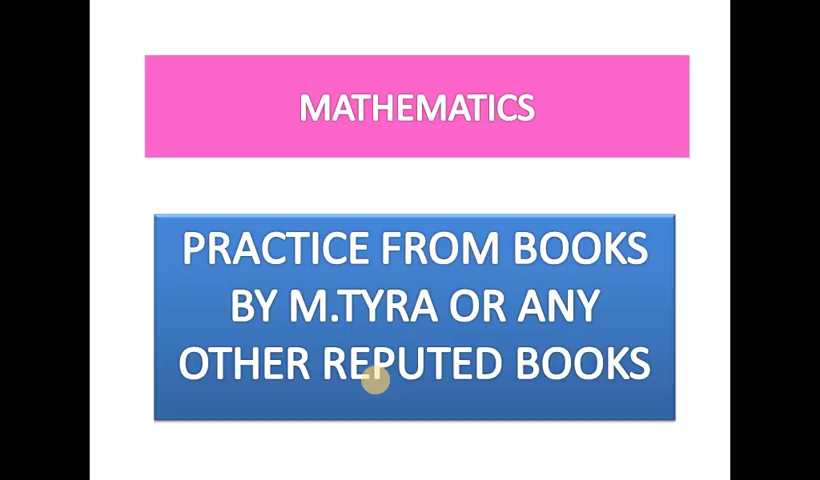 MATHEMATICS
PRACTICE FROM BOOKS
BY M.TYRA OR ANY
OTHER REPUTED BOOKS